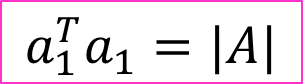 $a_1^T a_1 = |A|$